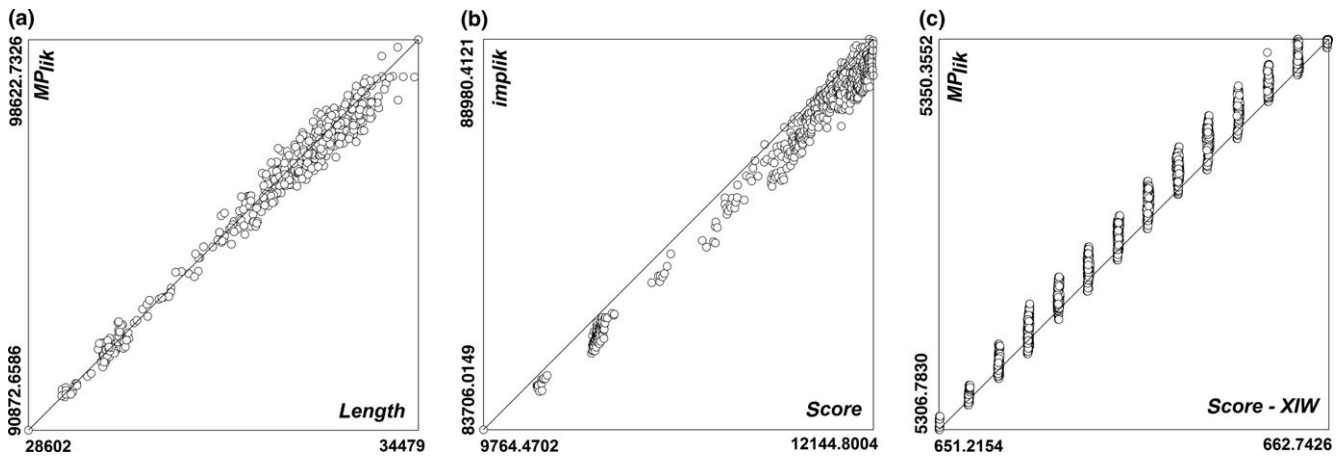 (a)
98622.7326
MPlik
90872.6586
Length
28602
34479
(b)
88980.4121
implik
83706.0149
Score
9764.4702
12144.8004
(c)
5350.3552
MPlik
5306.7830
Score - XIW
651.2154
662.7426